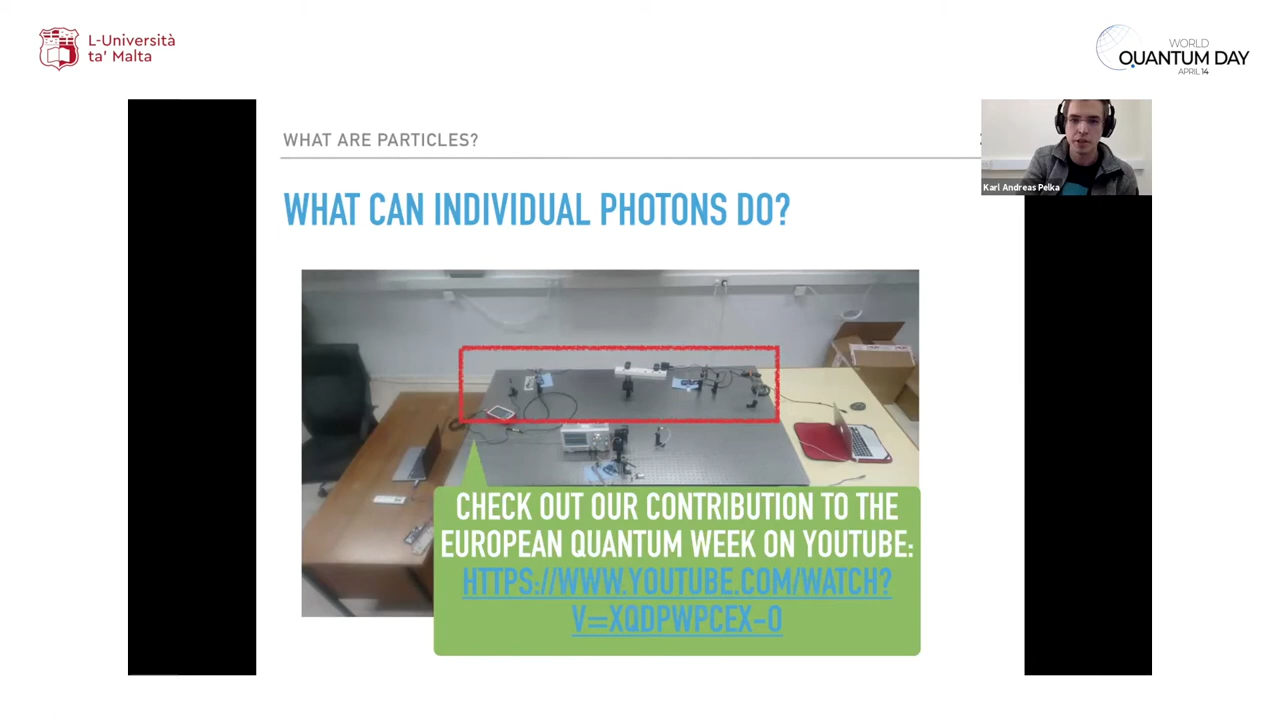 L-Università
ta' Malta
WORLD
QUANTUM DAY
APRIL 14
WHAT ARE PARTICLES?
Karl Andreas Pelka
WHAT CAN INDIVIDUAL PHOTONS DO?
CHECK OUT OUR CONTRIBUTION TO THE
EUROPEAN QUANTUM WEEK ON YOUTUBE:
HTTPS://WWW.YOUTUBE.COM/WATCH?
V=XQDPWPCEX-0